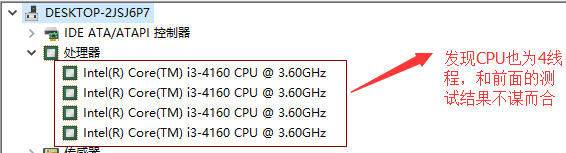 DESKTOP-2JSJ6P7
IDE ATA/ATAPI 控制器
处理器
Intel(R) Core(TM) i3-4160 CPU @ 3.60GHz
Intel(R) Core(TM) i3-4160 CPU @ 3.60GHz
Intel(R) Core(TM) i3-4160 CPU @ 3.60GHz
Intel(R) Core(TM) i3-4160 CPU @ 3.60GHz
发现CPU也为4线
程，和前面的测
试结果不谋而合